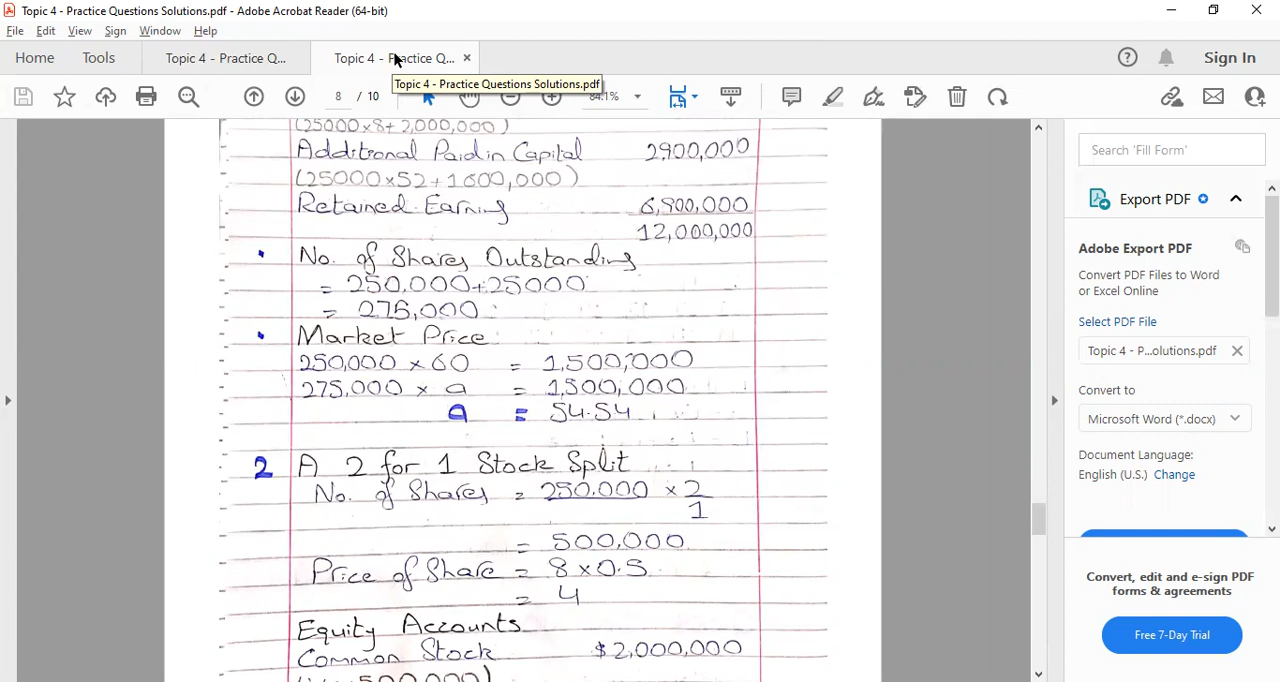 Topic 4 - Practice Questions Solutions.pdf - Adobe Acrobat Reader (64-bit)
File Edit View Sign Window Help
Home Tools Topic 4 - Practice Q... Topic 4 - Practice Q... × Sign In
Topic 4 - Practice Questions Solutions.pdf
8 / 10 84.1%
(25000×8+2,000,000)
Additional Paid in Capital 2,900,000
(25000×52+1600,000)
Retained Earning 6,900,000
12,000,000
• No. of Shares Outstanding
= 250,000+25000
= 275,000
• Market Price
250,000 × 60 = 1,500,000
275,000 × a = 1,500,000
a = 54.54
2 A 2 for 1 Stock Split
No. of Shares = 250.000 × 2
1
= 500,000
Price of Share = 8 × 0.5
= 4
Equity Accounts
Common Stock $2,000,000
Search 'Fill Form'
Export PDF
Adobe Export PDF
Convert PDF Files to Word
or Excel Online
Select PDF File
Topic 4 - P...olutions.pdf ×
Convert to
Microsoft Word (*.docx)
Document Language:
English (U.S.) Change
Convert, edit and e-sign PDF
forms & agreements
Free 7-Day Trial